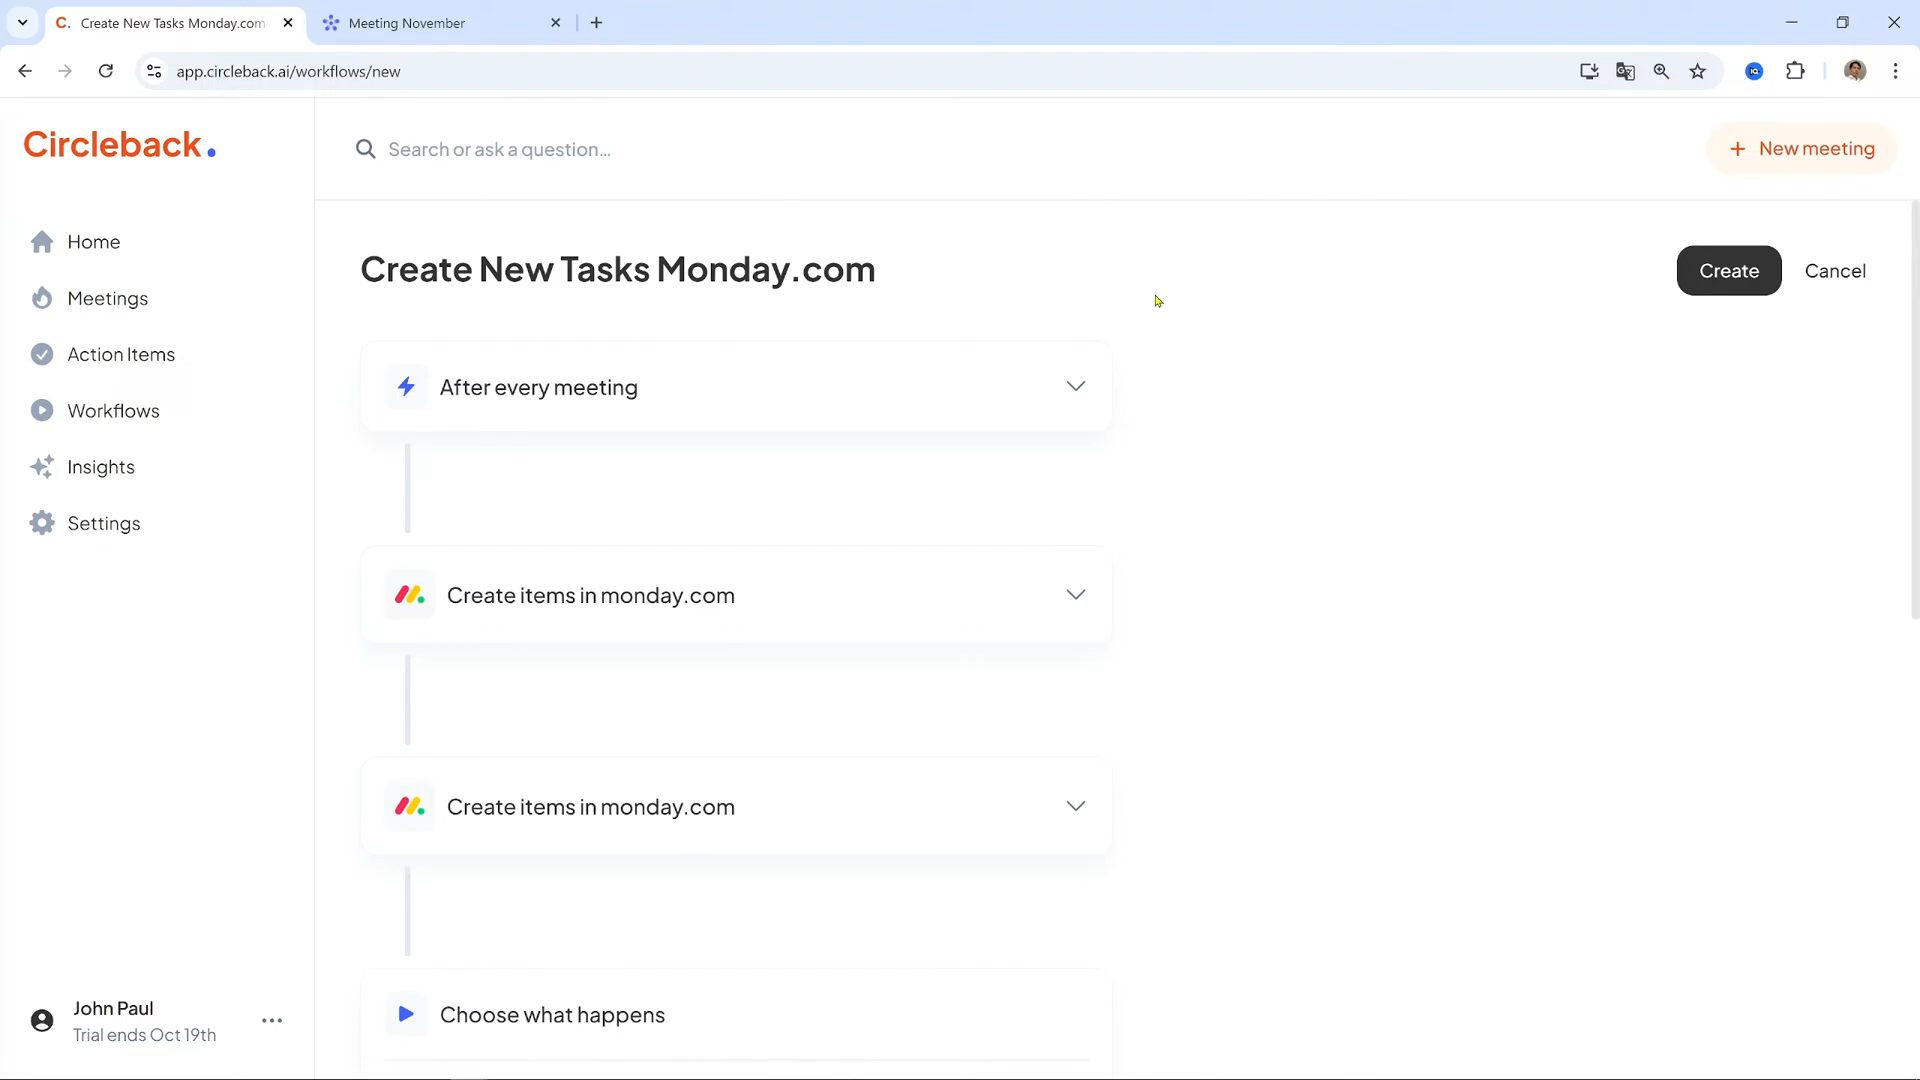 Create New Tasks Monday.com
Meeting November
app.circleback.ai/workflows/new
Circleback.
Search or ask a question...
+ New meeting
Home
Meetings
Action Items
Workflows
Insights
Settings
Create New Tasks Monday.com
Create
Cancel
After every meeting
Create items in monday.com
Create items in monday.com
Choose what happens
John Paul
Trial ends Oct 19th